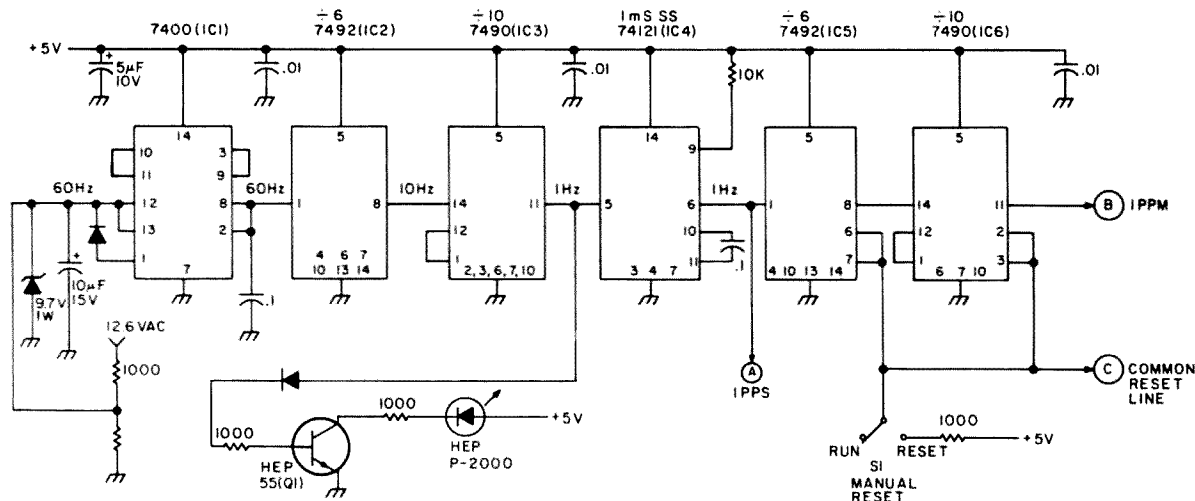 ÷6 ÷10 1mS SS ÷6 ÷10
7400(IC1) 7492(IC2) 7490(IC3) 74121(IC4) 7492(IC5) 7490(IC6)
+5V
+
5µF
10V
.01
.01
10K
.01
14 5 5 14 5 5
10 3
11 9
9
60Hz 12 8 60Hz 1 8 10Hz 14 11 1Hz 5 6 1Hz 1 8 14 11 B 1PPM
13 2 12 10 6 12 2
1 1 11 .1 7 1 3
7
4 6 7
10 13 14
2,3,6,7,10
3 4 7
4 10 13 14
6 7 10
9.7V
1W
+
10µF
15V
.1
12.6VAC
1000
A
1PPS
C COMMON
RESET
LINE
1000
1000
+5V
HEP
55(Q1)
HEP
P-2000
RUN
RESET
1000
+5V
S1
MANUAL
RESET